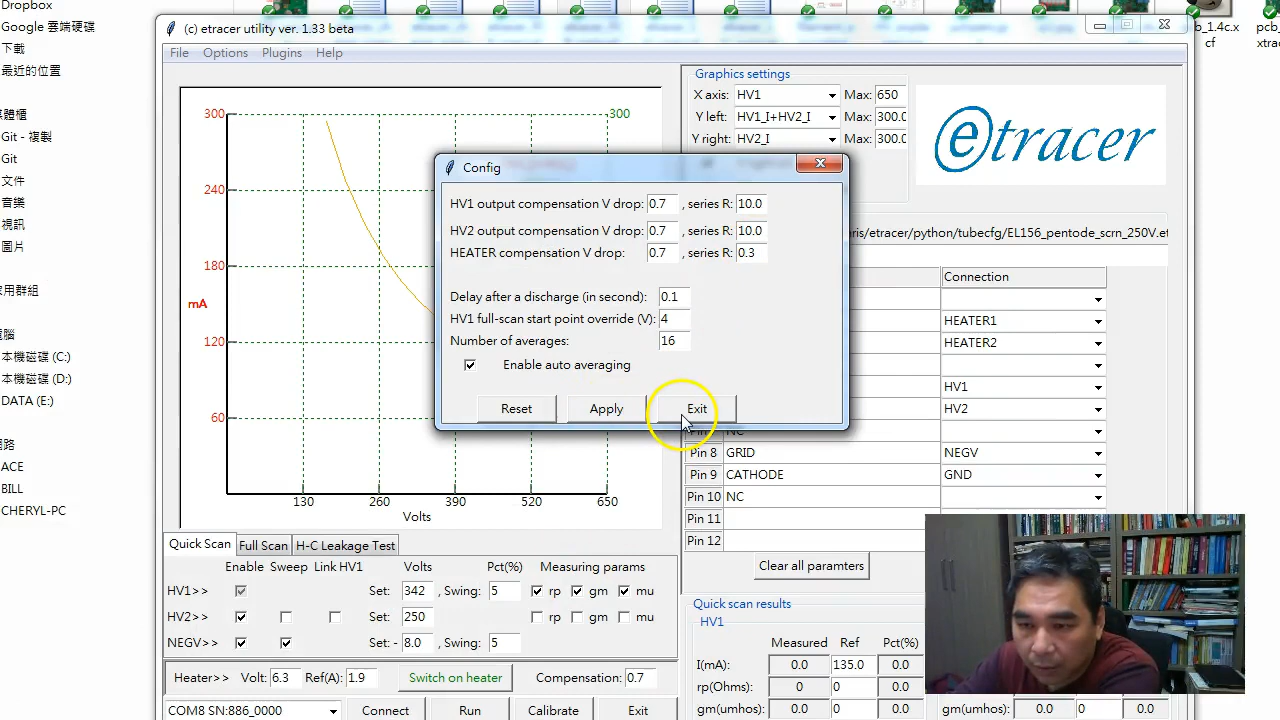 Dropbox
Google 雲端硬碟
下載
最近的位置
媒體櫃
Git - 複製
Git
文件
音樂
視訊
圖片
家用群組
電腦
本機磁碟 (C:)
本機磁碟 (D:)
DATA (E:)
網路
ACE
BILL
CHERYL-PC
(c) etracer utility ver. 1.33 beta
File Options Plugins Help
300
240
180
mA
120
60
300
130 260 390 520 650
Volts
Graphics settings
X axis: HV1 Max: 650
Y left: HV1_I+HV2_I Max: 300.0
Y right: HV2_I Max: 300.0
etracer
Config
HV1 output compensation V drop: 0.7 , series R: 10.0
HV2 output compensation V drop: 0.7 , series R: 10.0
HEATER compensation V drop: 0.7 , series R: 0.3
Delay after a discharge (in second): 0.1
HV1 full-scan start point override (V): 4
Number of averages: 16
Enable auto averaging
Reset Apply Exit
ris/etracer/python/tubecfg/EL156_pentode_scrn_250V.et
Connection
HEATER1
HEATER2
HV1
HV2
NC
Pin 8 GRID NEGV
Pin 9 CATHODE GND
Pin 10 NC
Pin 11
Pin 12
Clear all paramters
Quick Scan Full Scan H-C Leakage Test
Enable Sweep Link HV1 Volts Pct(%) Measuring params
HV1>> Set: 342 , Swing: 5 rp gm mu
HV2>> Set: 250 rp gm mu
NEGV>> Set: - 8.0 , Swing: 5
Heater>> Volt: 6.3 Ref(A): 1.9 Switch on heater Compensation: 0.7
COM8 SN:886_0000 Connect Run Calibrate Exit
Quick scan results
HV1
Measured Ref Pct(%)
I(mA): 0.0 135.0 0.0
rp(Ohms): 0 0 0.0
gm(umhos): 0.0 0 0.0
gm(umhos): 0.0 0 0.0
b_1.4c.x
cf
pcb_
xtrac